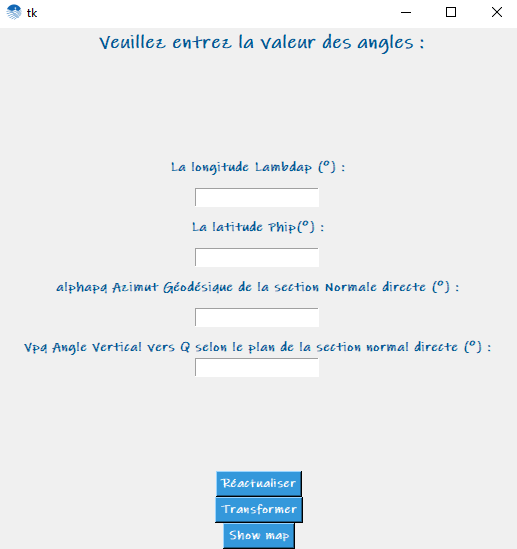 tk
Veuillez entrez la valeur des angles :
La longitude Lambdap (°) :
La latitude Phip(°) :
alphapq Azimut Géodésique de la section Normale directe (°) :
Vpq Angle Vertical vers Q selon le plan de la section normal directe (°) :
Réactualiser
Transformer
Show map